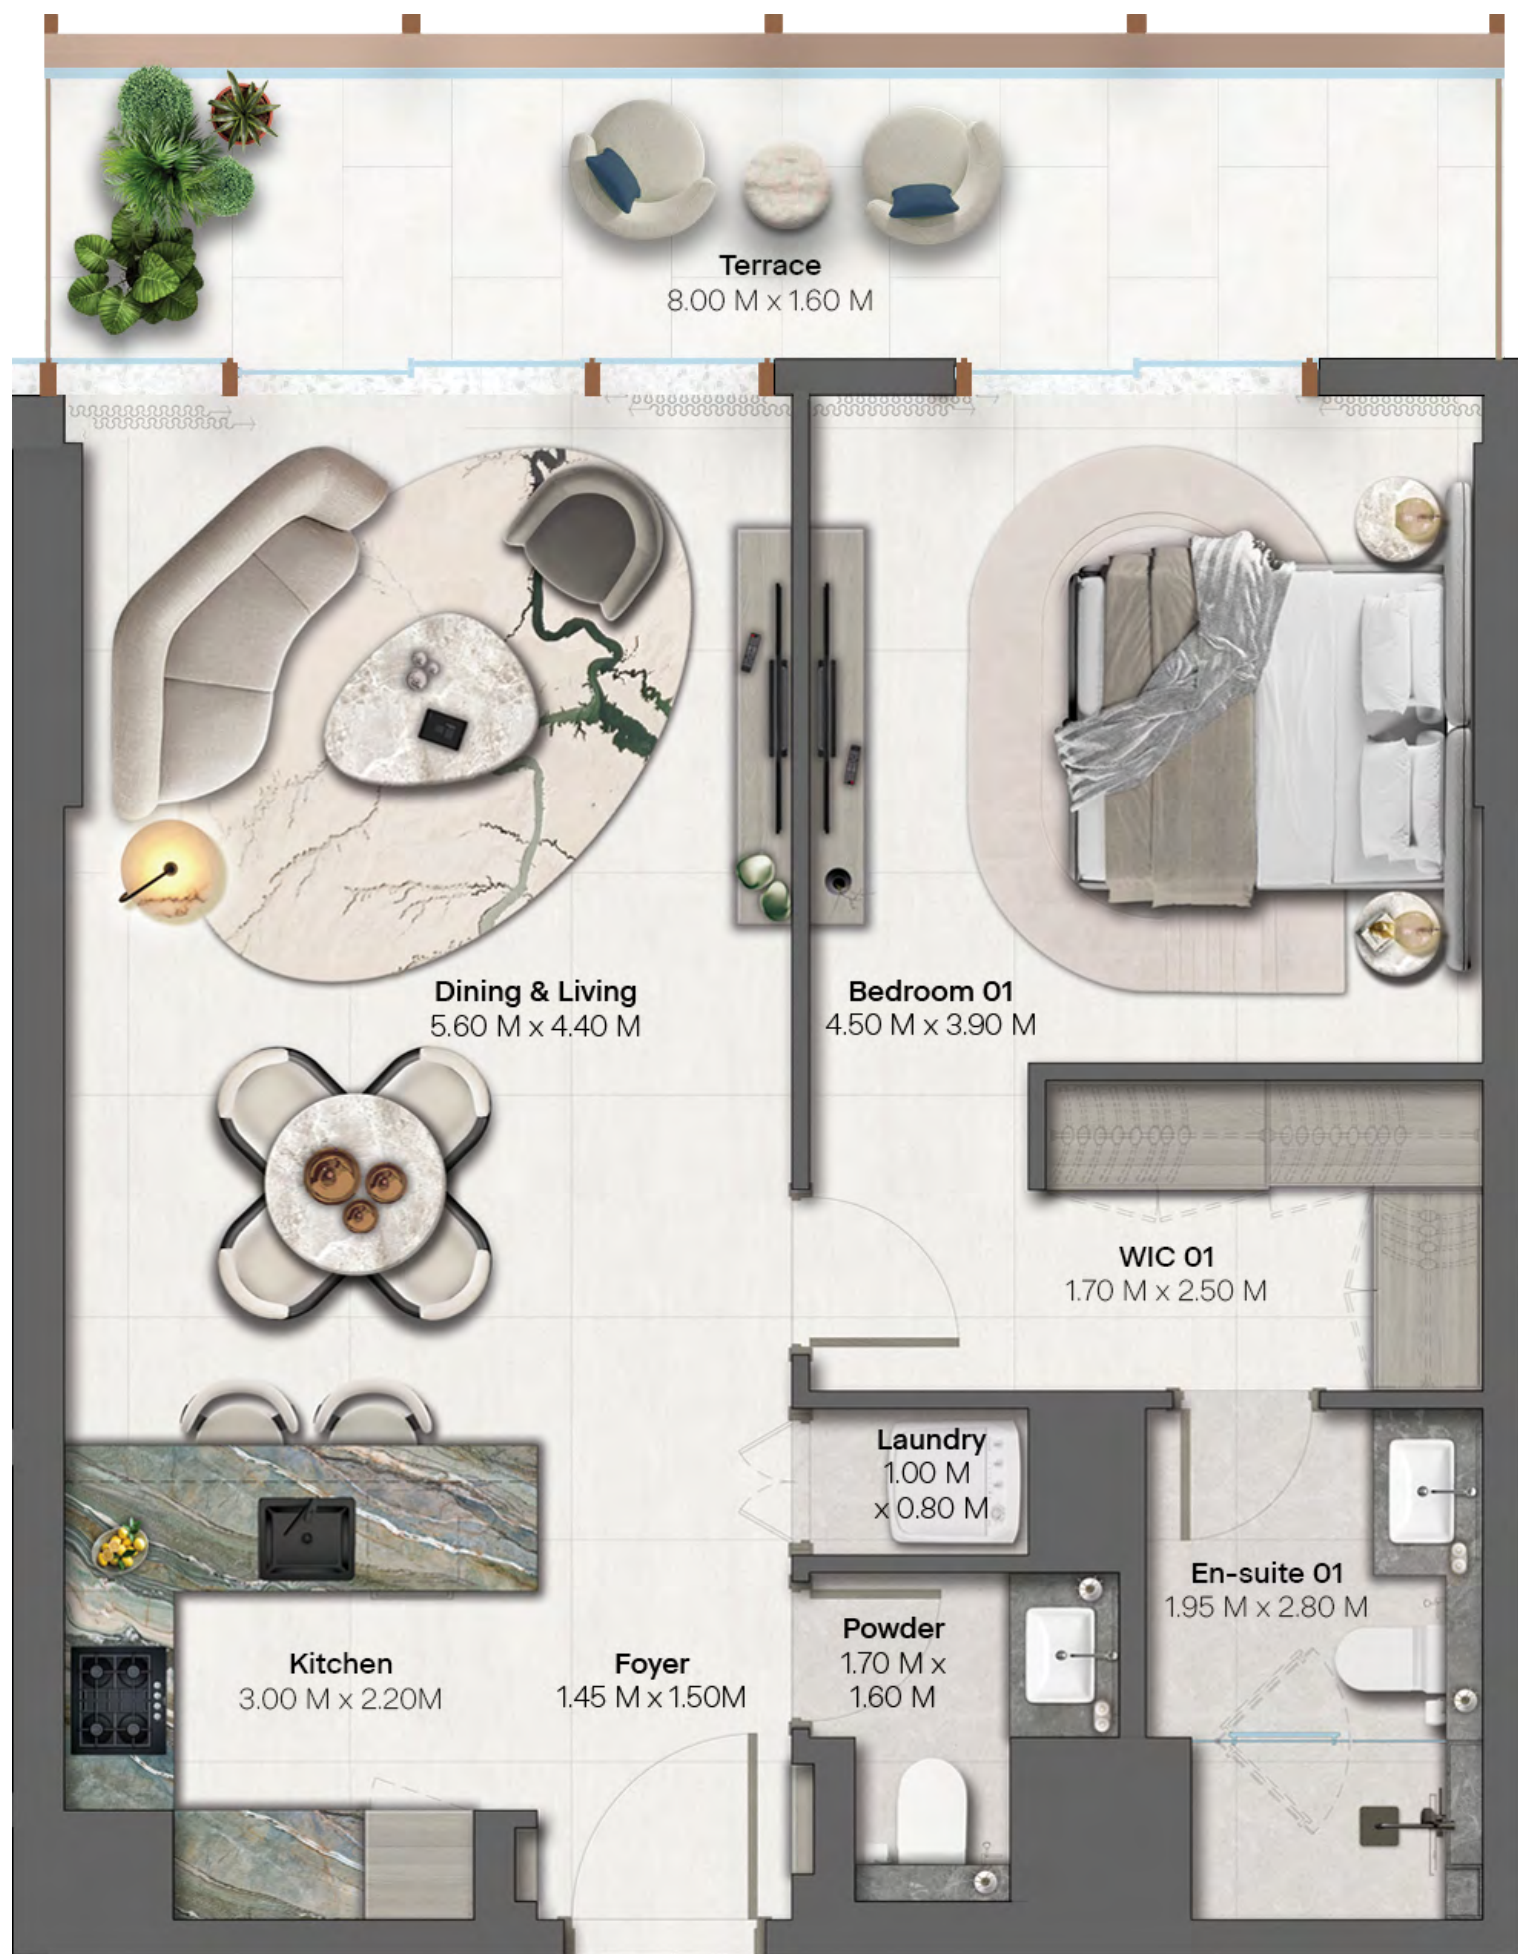 Terrace
8.00 M x 1.60 M
Dining & Living
5.60 M x 4.40 M
Bedroom 01
4.50 M x 3.90 M
WIC 01
1.70 M x 2.50 M
Laundry
1.00 M
x 0.80 M
En-suite 01
1.95 M x 2.80 M
Powder
1.70 M x
1.60 M
Kitchen
3.00 M x 2.20M
Foyer
1.45 M x 1.50M